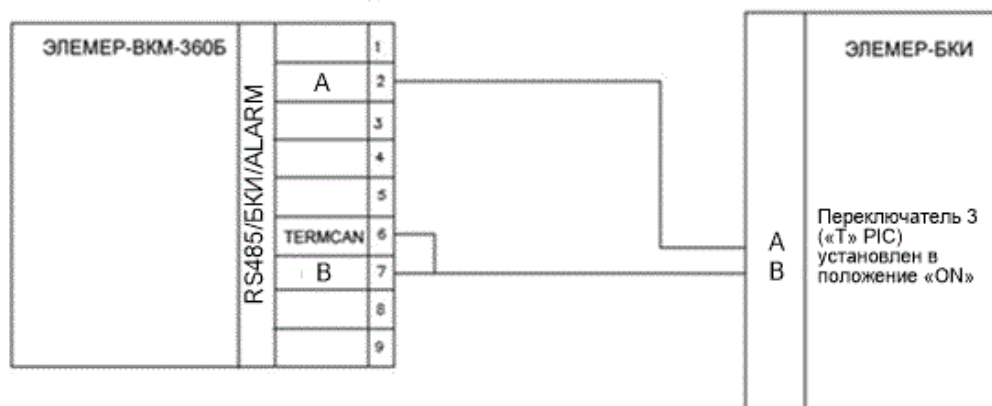 ЭЛЕМЕР-ВКМ-360Б
RS485/БКИ/ALARM
1
A 2
3
4
5
TERMCAN 6
B 7
8
9
ЭЛЕМЕР-БКИ
A
B
Переключатель 3
(«Т» PIC)
установлен в
положение «ON»